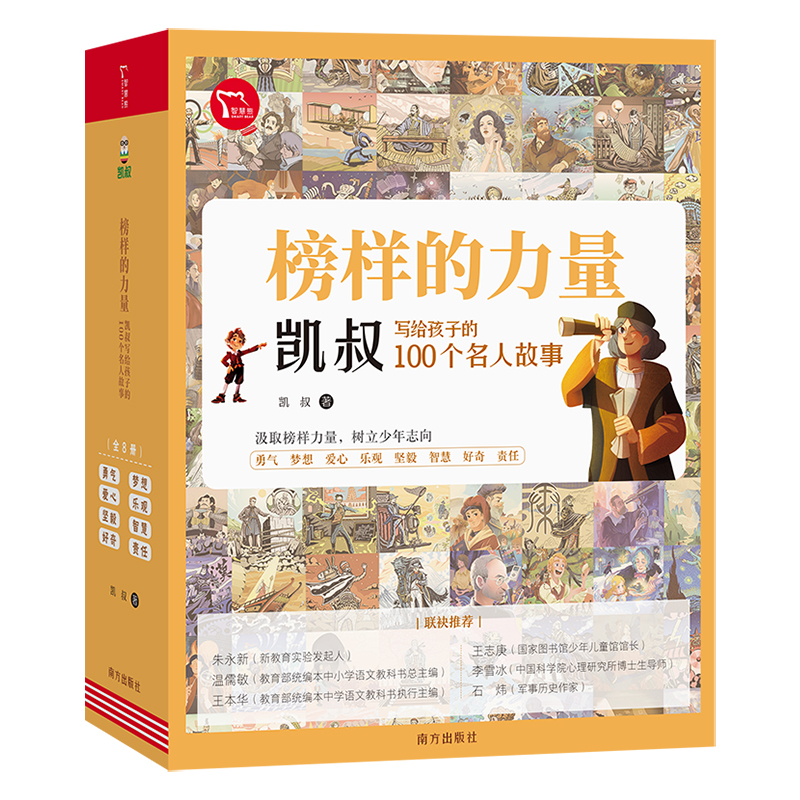 智慧熊
SMART BEAR
凯叔
榜样的力量
凯叔写给孩子的
100个名人故事
全8册
勇气 梦想
爱心 乐观
坚毅 智慧
好奇 责任
凯叔 著
南方出版社
智慧熊
SMART BEAR
榜样的力量
凯叔 写给孩子的
100个名人故事
凯叔 著
汲取榜样力量，树立少年志向
勇气 梦想 爱心 乐观 坚毅 智慧 好奇 责任
联袂推荐
朱永新（新教育实验发起人）
温儒敏（教育部统编本中小学语文教科书总主编）
王本华（教育部统编本中学语文教科书执行主编）
王志庚（国家图书馆少年儿童馆馆长）
李雪冰（中国科学院心理研究所博士生导师）
石炜（军事历史作家）
南方出版社